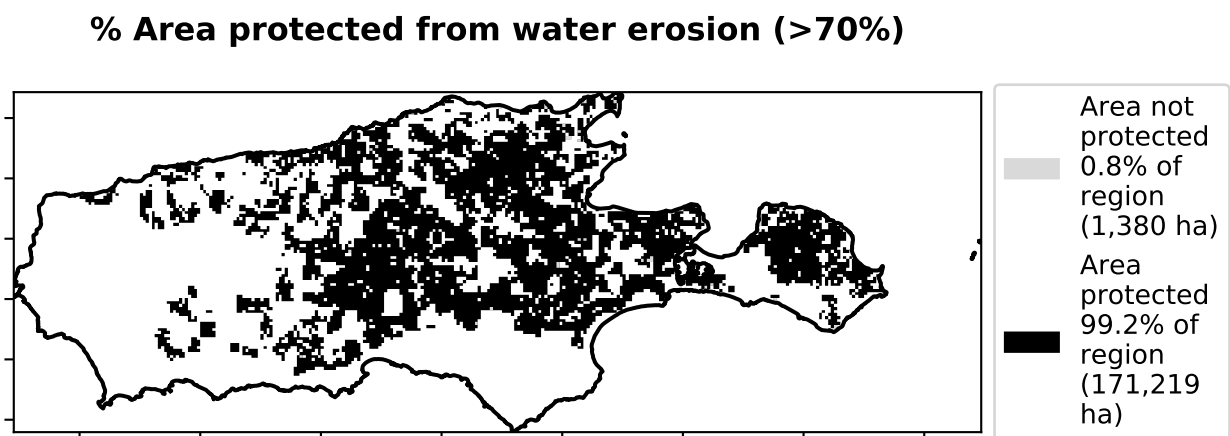 % Area protected from water erosion (>70%)
Area not
protected
0.8% of
region
(1,380 ha)
Area
protected
99.2% of
region
(171,219
ha)